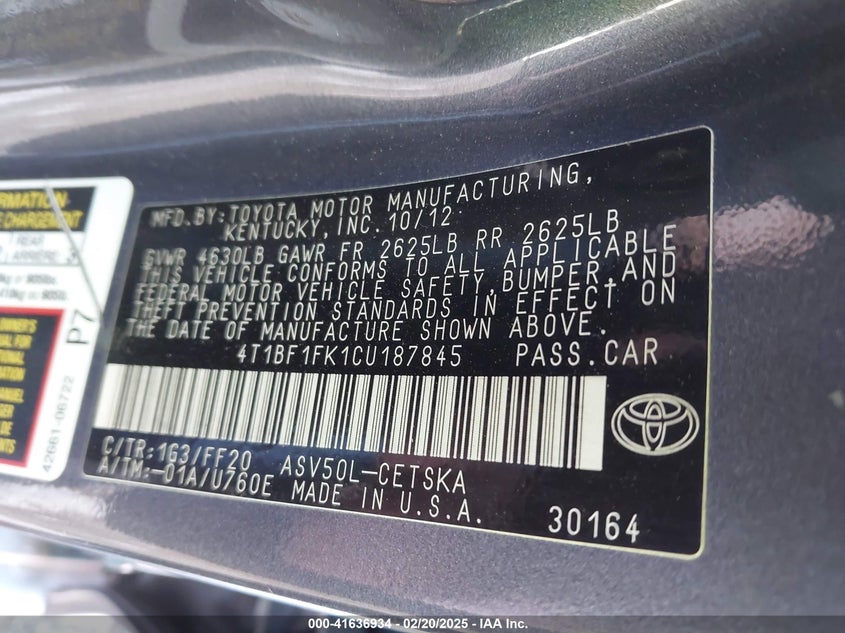 MFD.BY:TOYOTA MOTOR MANUFACTURING,
KENTUCKY, INC. 10/12
GVWR 4630LB GAWR FR 2625LB RR 2625LB
THIS VEHICLE CONFORMS TO ALL APPLICABLE
FEDERAL MOTOR VEHICLE SAFETY,BUMPER,AND
THEFT PREVENTION STANDARDS IN EFFECT ON
THE DATE OF MANUFACTURE SHOWN ABOVE.
4T1BF1FK1CU187845 PASS.CAR
C/TR:1G3/FF20 ASV50L-CETSKA
A/TM:-01A/U760E MADE IN U.S.A.
30164
P7
42661-06722
CHARGEMENT
REAR
ARRIERE
000-41636934 - 02/20/2025 - IAA Inc.